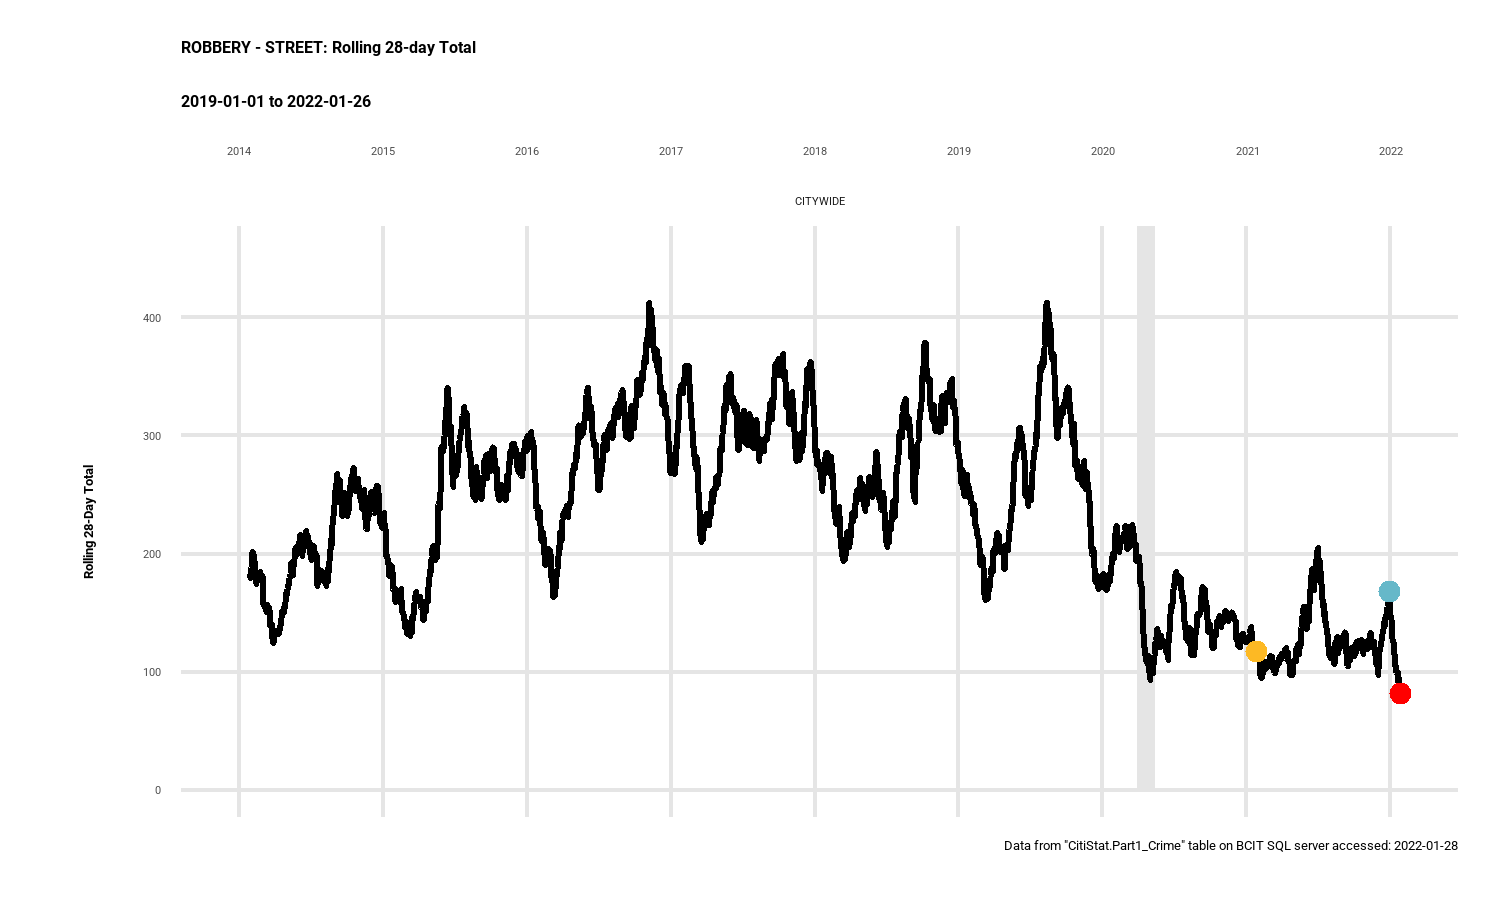 ROBBERY - STREET: Rolling 28-day Total
2019-01-01 to 2022-01-26
2014 2015 2016 2017 2018 2019 2020 2021 2022
CITYWIDE
400
300
200
100
0
Rolling 28-Day Total
Data from "CitiStat.Part1_Crime" table on BCIT SQL server accessed: 2022-01-28